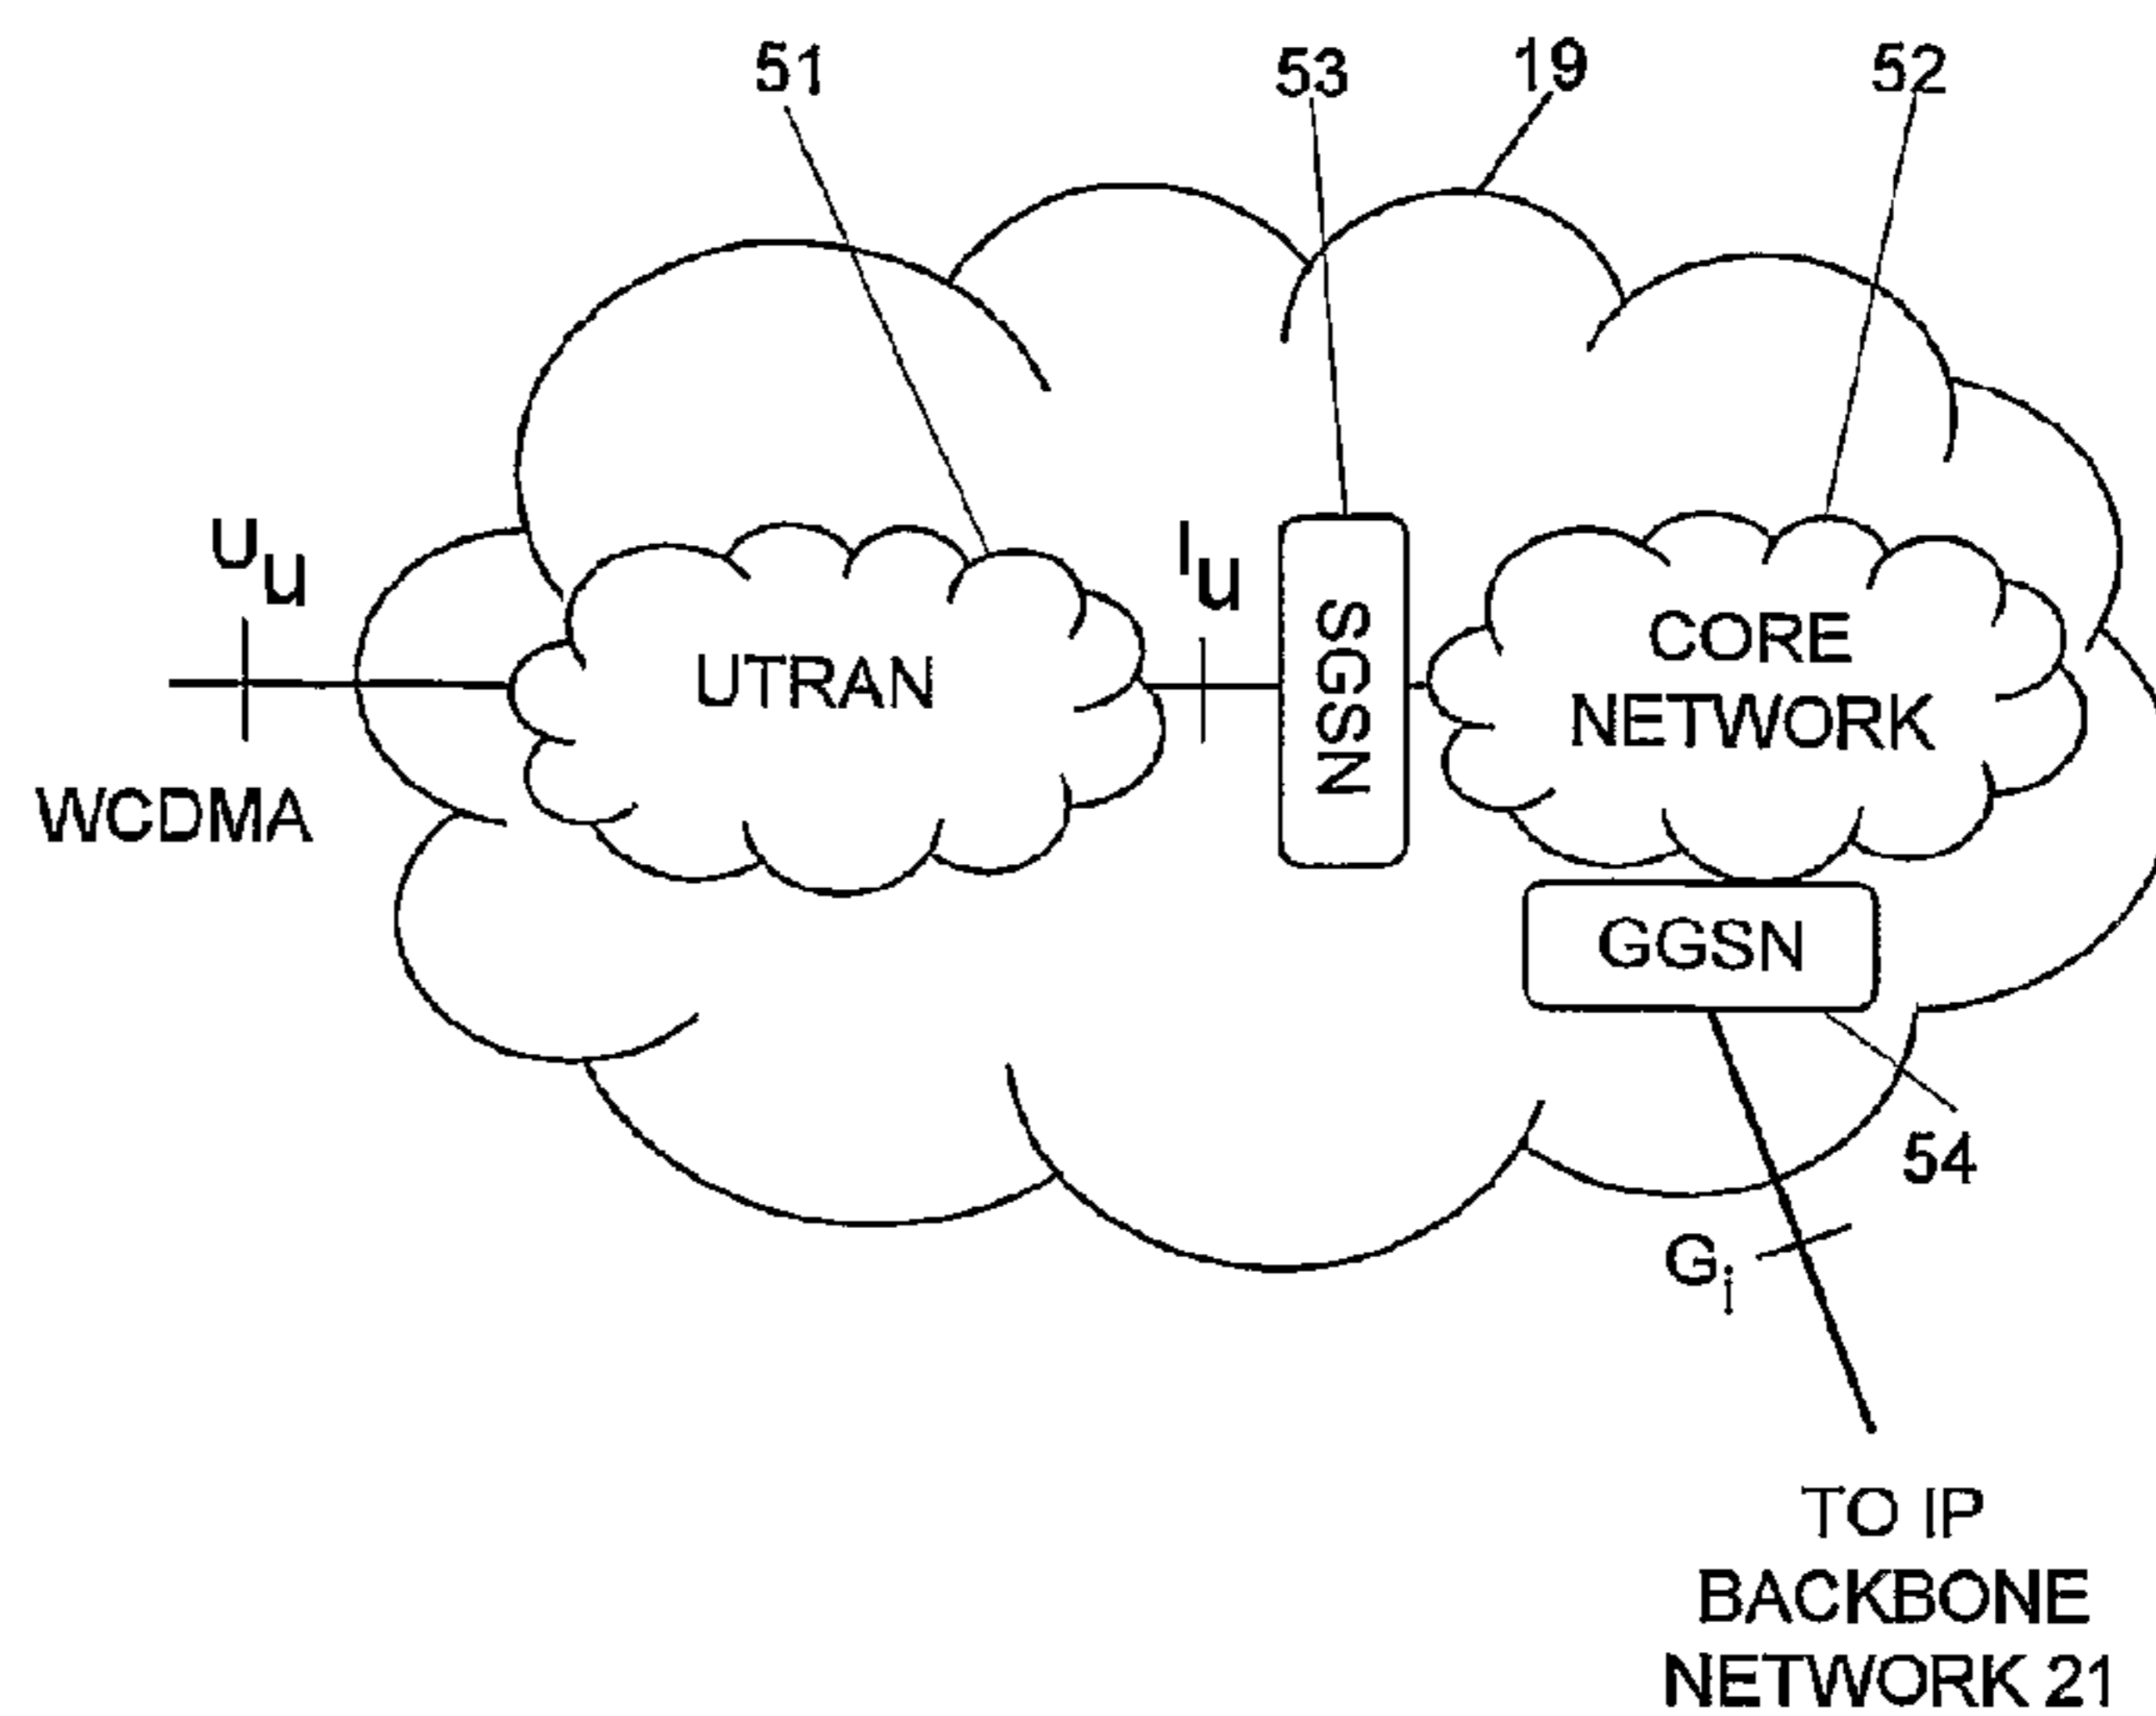 51
53
19
52
Uu
Iu
UTRAN
SGSN
CORE
NETWORK
WCDMA
GGSN
54
Gi
TO IP
BACKBONE
NETWORK 21